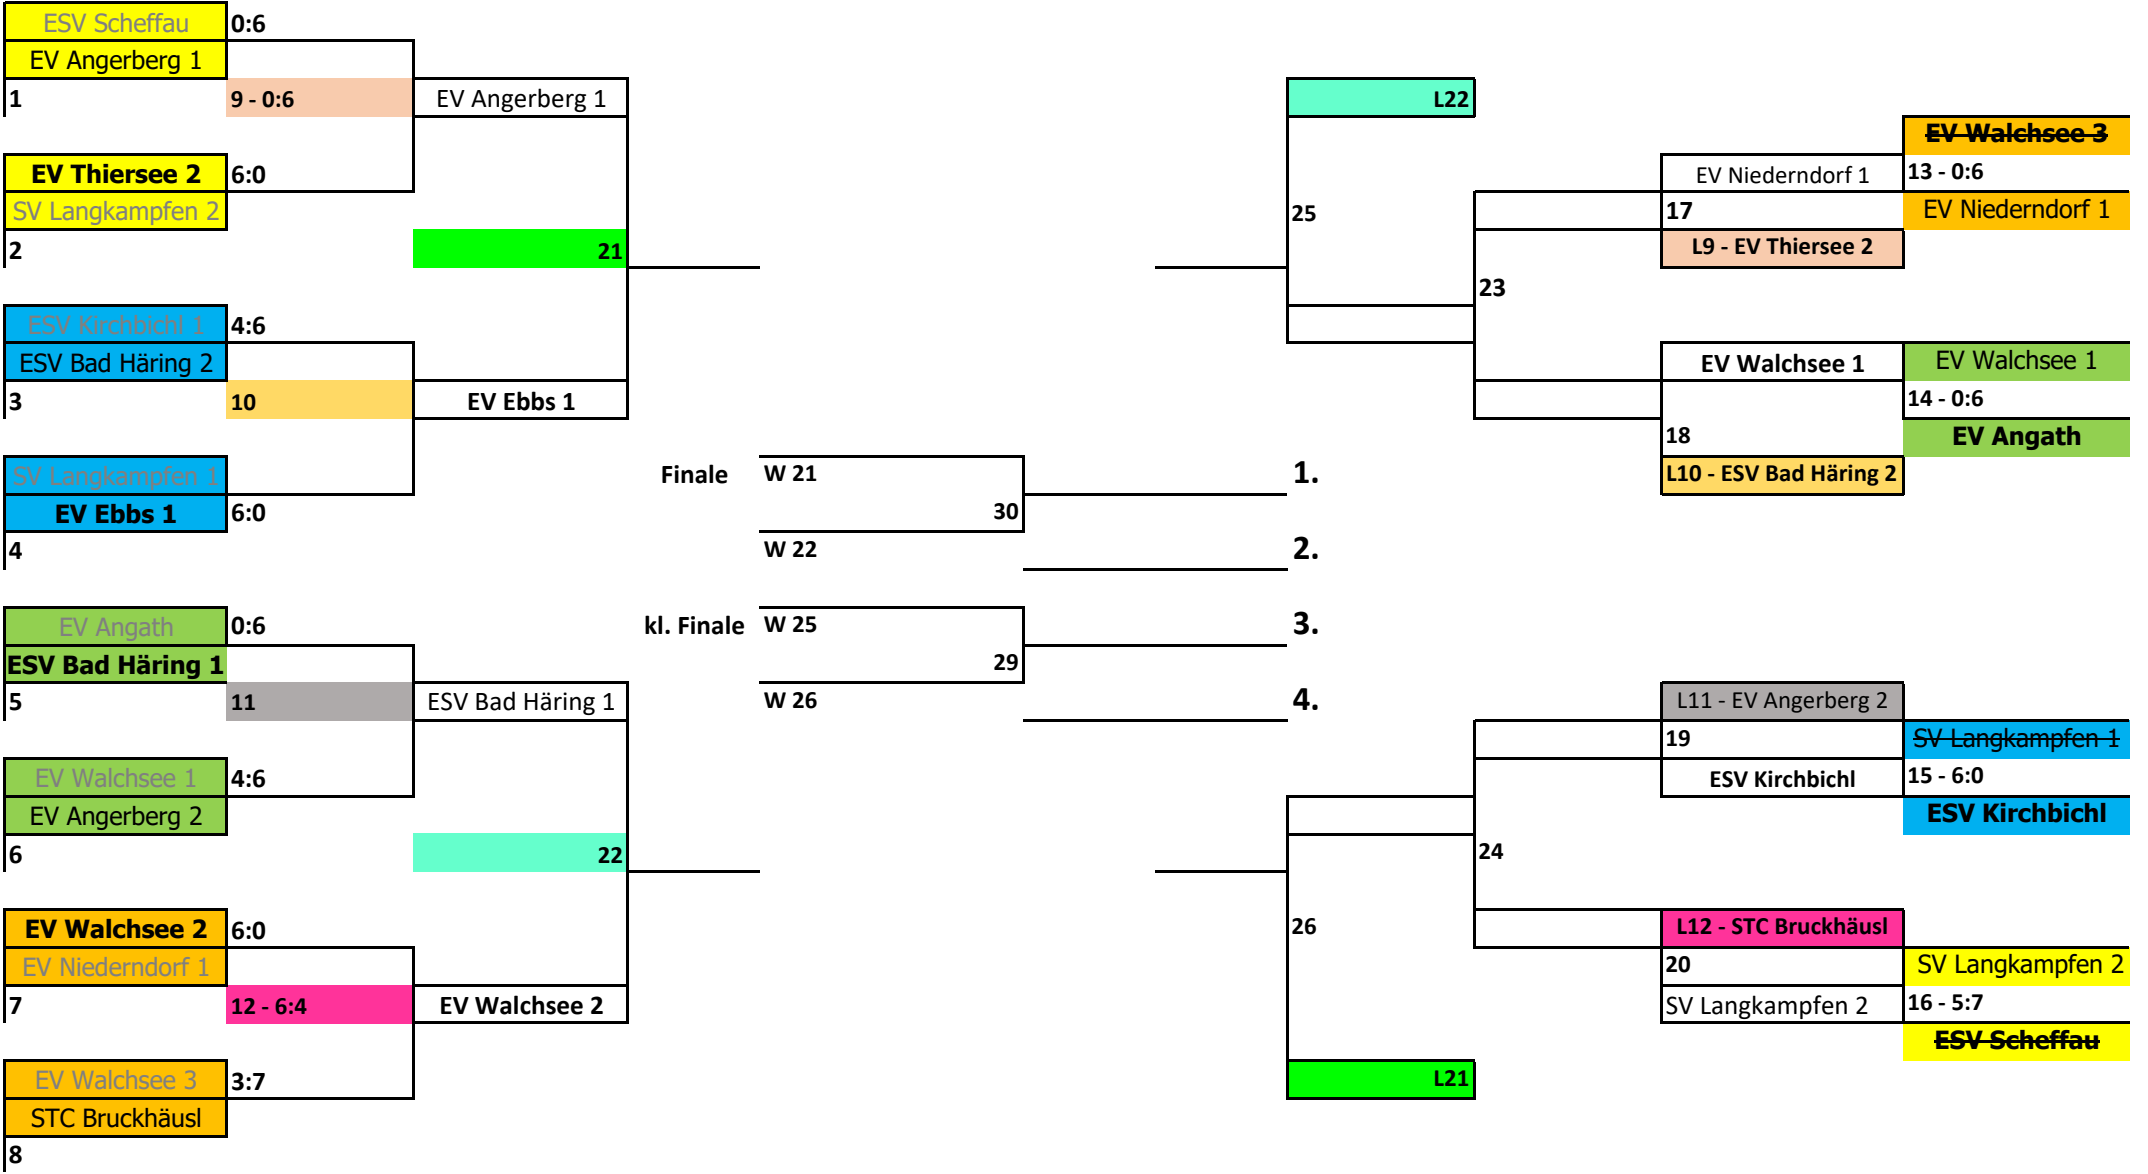 ESV Scheffau 0:6
EV Angerberg 1
1 9 - 0:6 EV Angerberg 1
EV Thiersee 2 6:0
SV Langkampfen 2
2 21
ESV Kirchbichl 1 4:6
ESV Bad Häring 2
3 10 EV Ebbs 1
SV Langkampfen 1
EV Ebbs 1 6:0
4
EV Angath 0:6
ESV Bad Häring 1
5 11 ESV Bad Häring 1
EV Walchsee 1 4:6
EV Angerberg 2
6 22
EV Walchsee 2 6:0
EV Niederndorf 1
7 12 - 6:4 EV Walchsee 2
EV Walchsee 3 3:7
STC Bruckhäusl
8
Finale W 21 1.
30
W 22 2.
kl. Finale W 25 3.
29
W 26 4.
L22
EV Walchsee 3
EV Niederndorf 1 13 - 0:6
25 17 EV Niederndorf 1
L9 - EV Thiersee 2
23
EV Walchsee 1 EV Walchsee 1
14 - 0:6
18 EV Angath
L10 - ESV Bad Häring 2
L11 - EV Angerberg 2
19 SV Langkampfen 1
ESV Kirchbichl 15 - 6:0
ESV Kirchbichl
24
26 L12 - STC Bruckhäusl
20 SV Langkampfen 2
SV Langkampfen 2 16 - 5:7
ESV Scheffau
L21